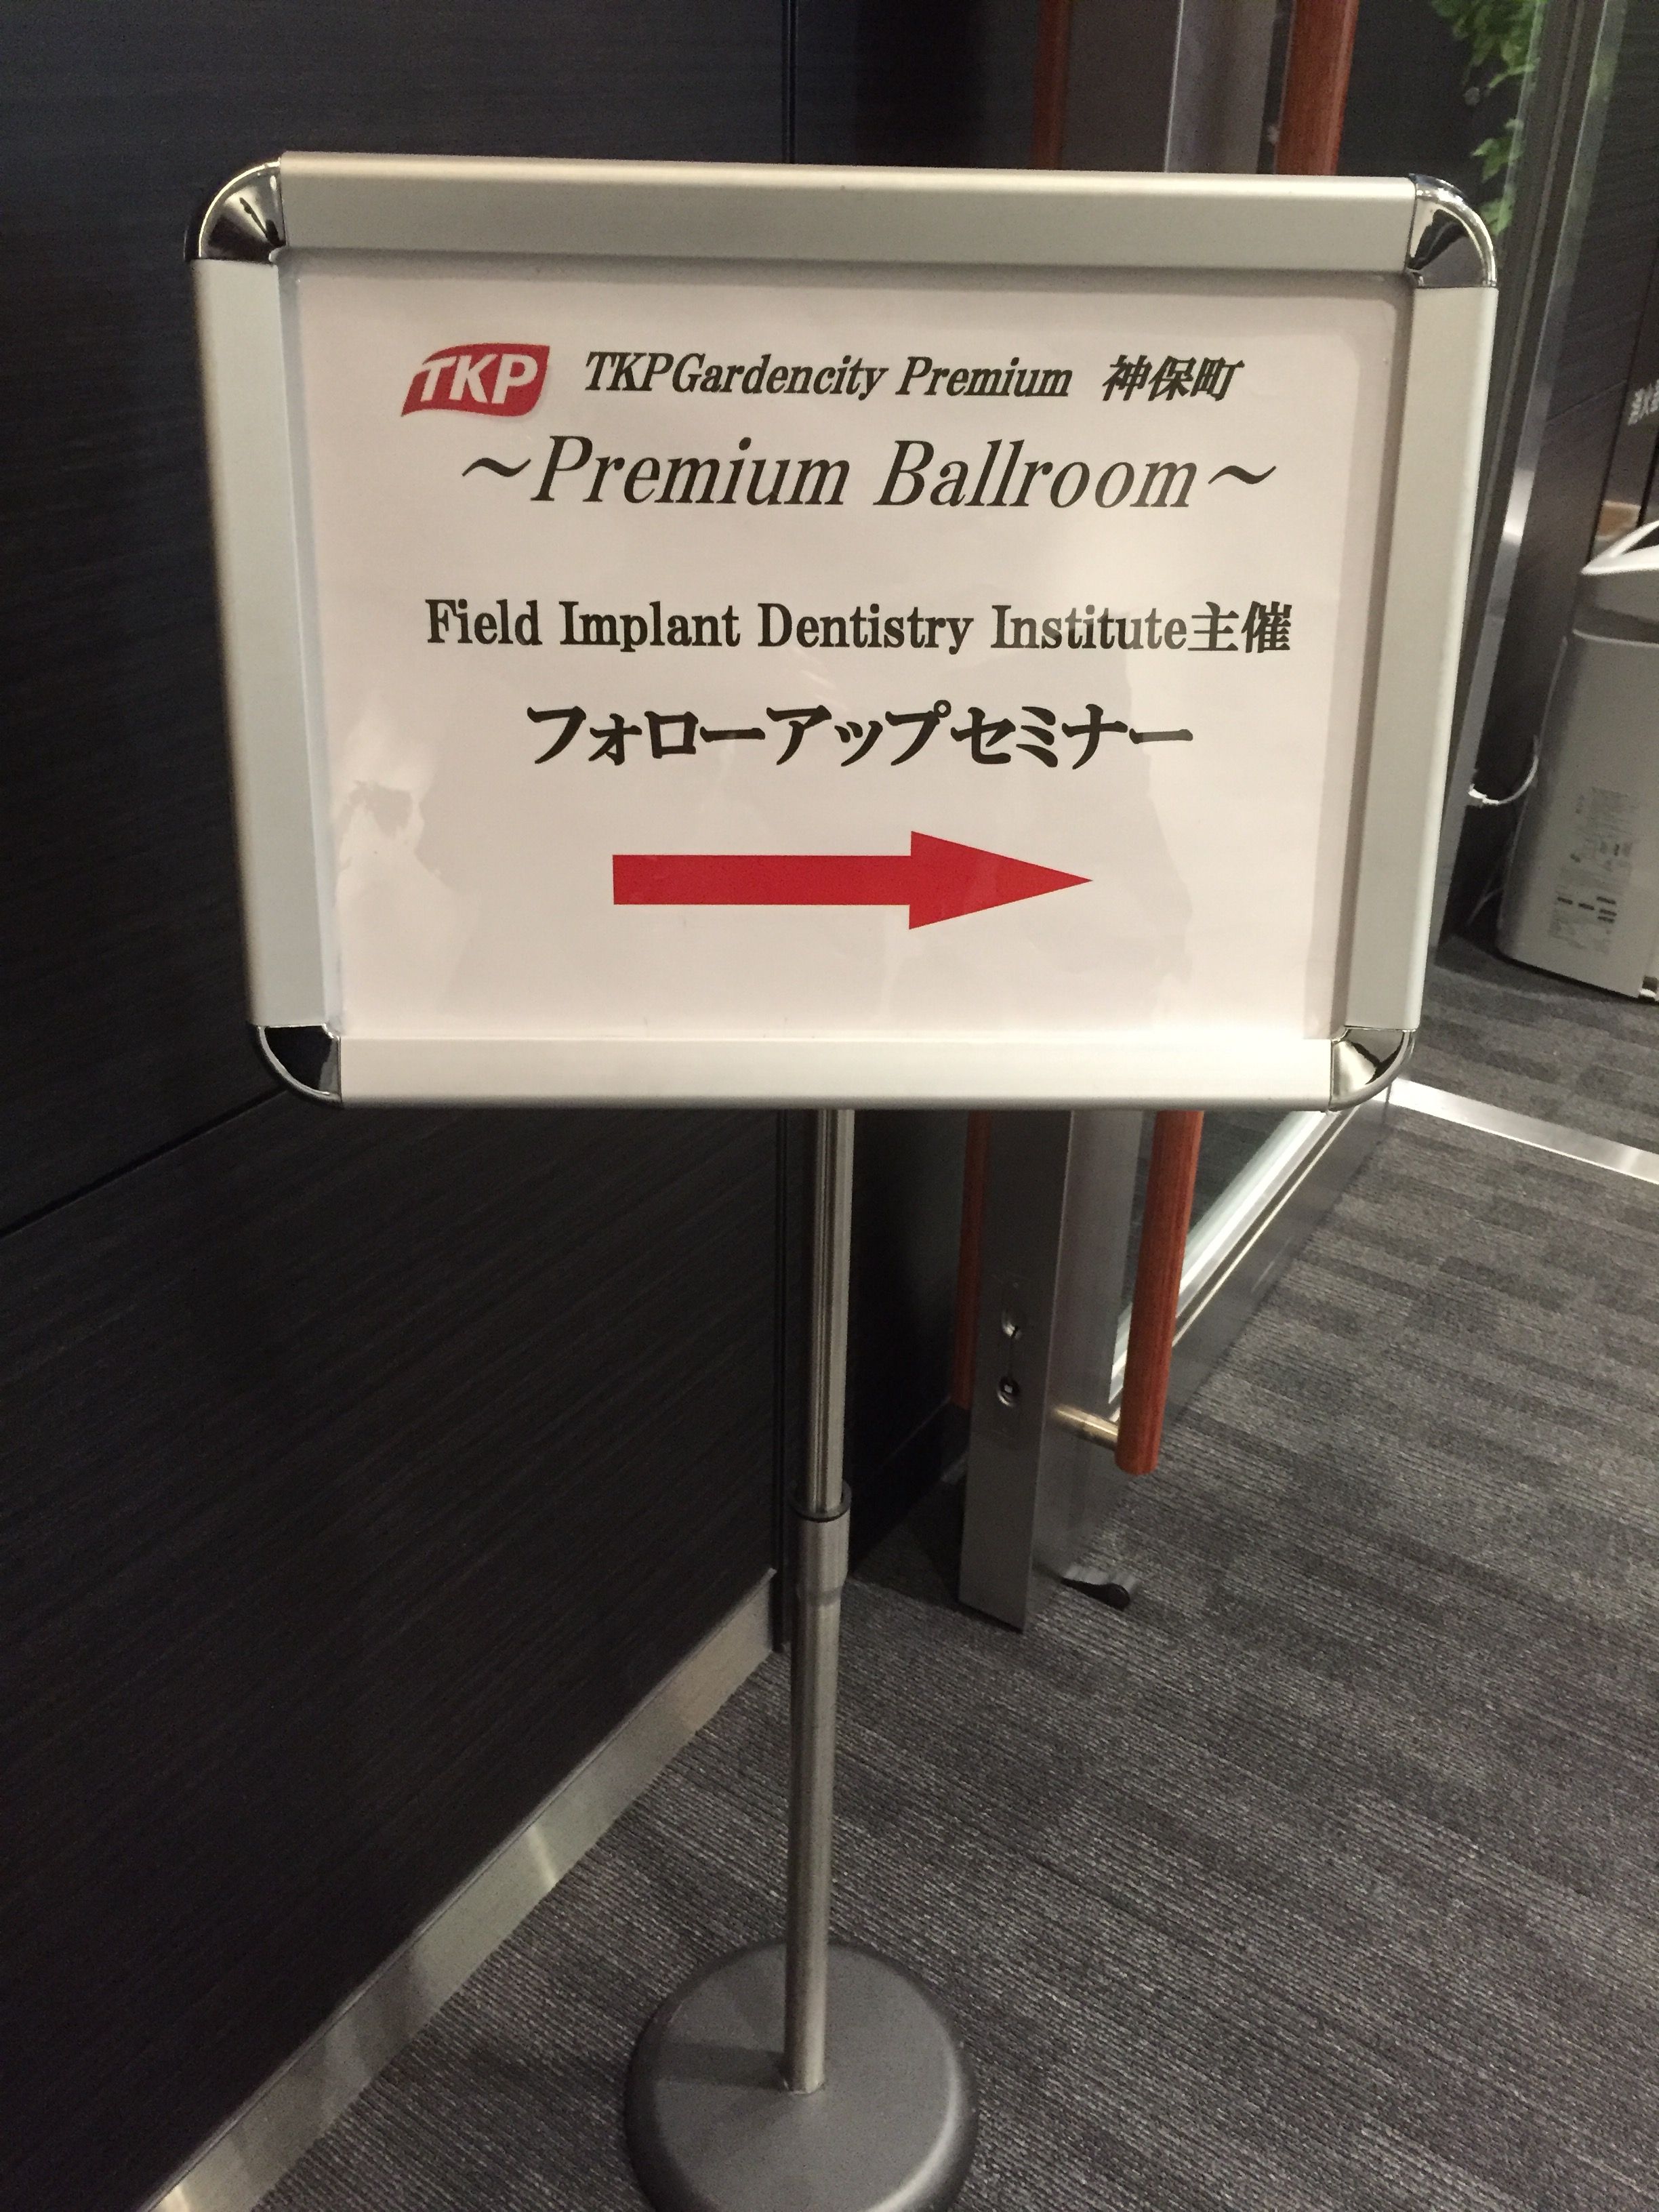 TKP TKPGardencity Premium 神保町
～Premium Ballroom～
Field Implant Dentistry Institute主催
フォローアップセミナー